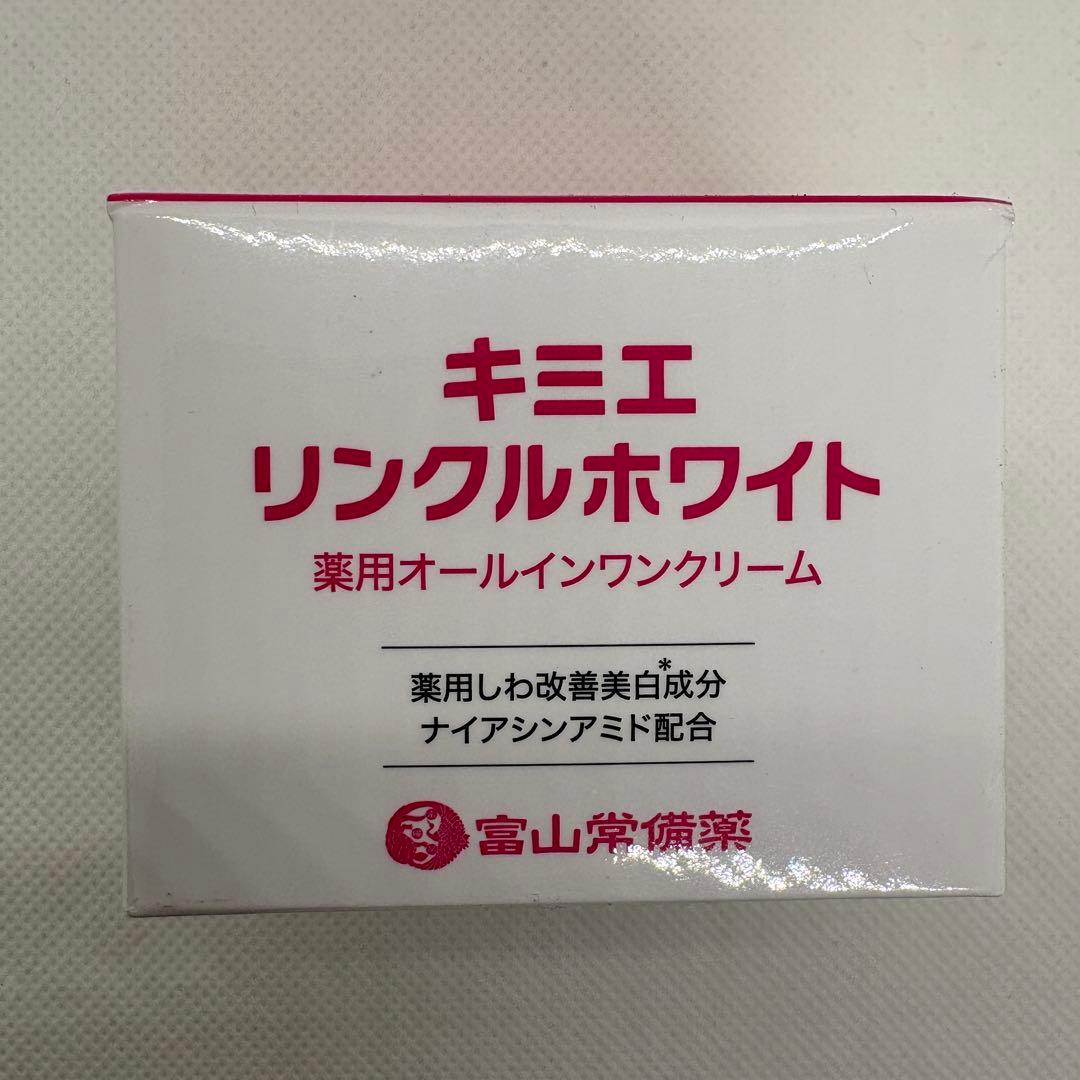 キミエ
リンクルホワイト
薬用オールインワンクリーム
薬用しわ改善美白*成分
ナイアシンアミド配合
富山常備薬